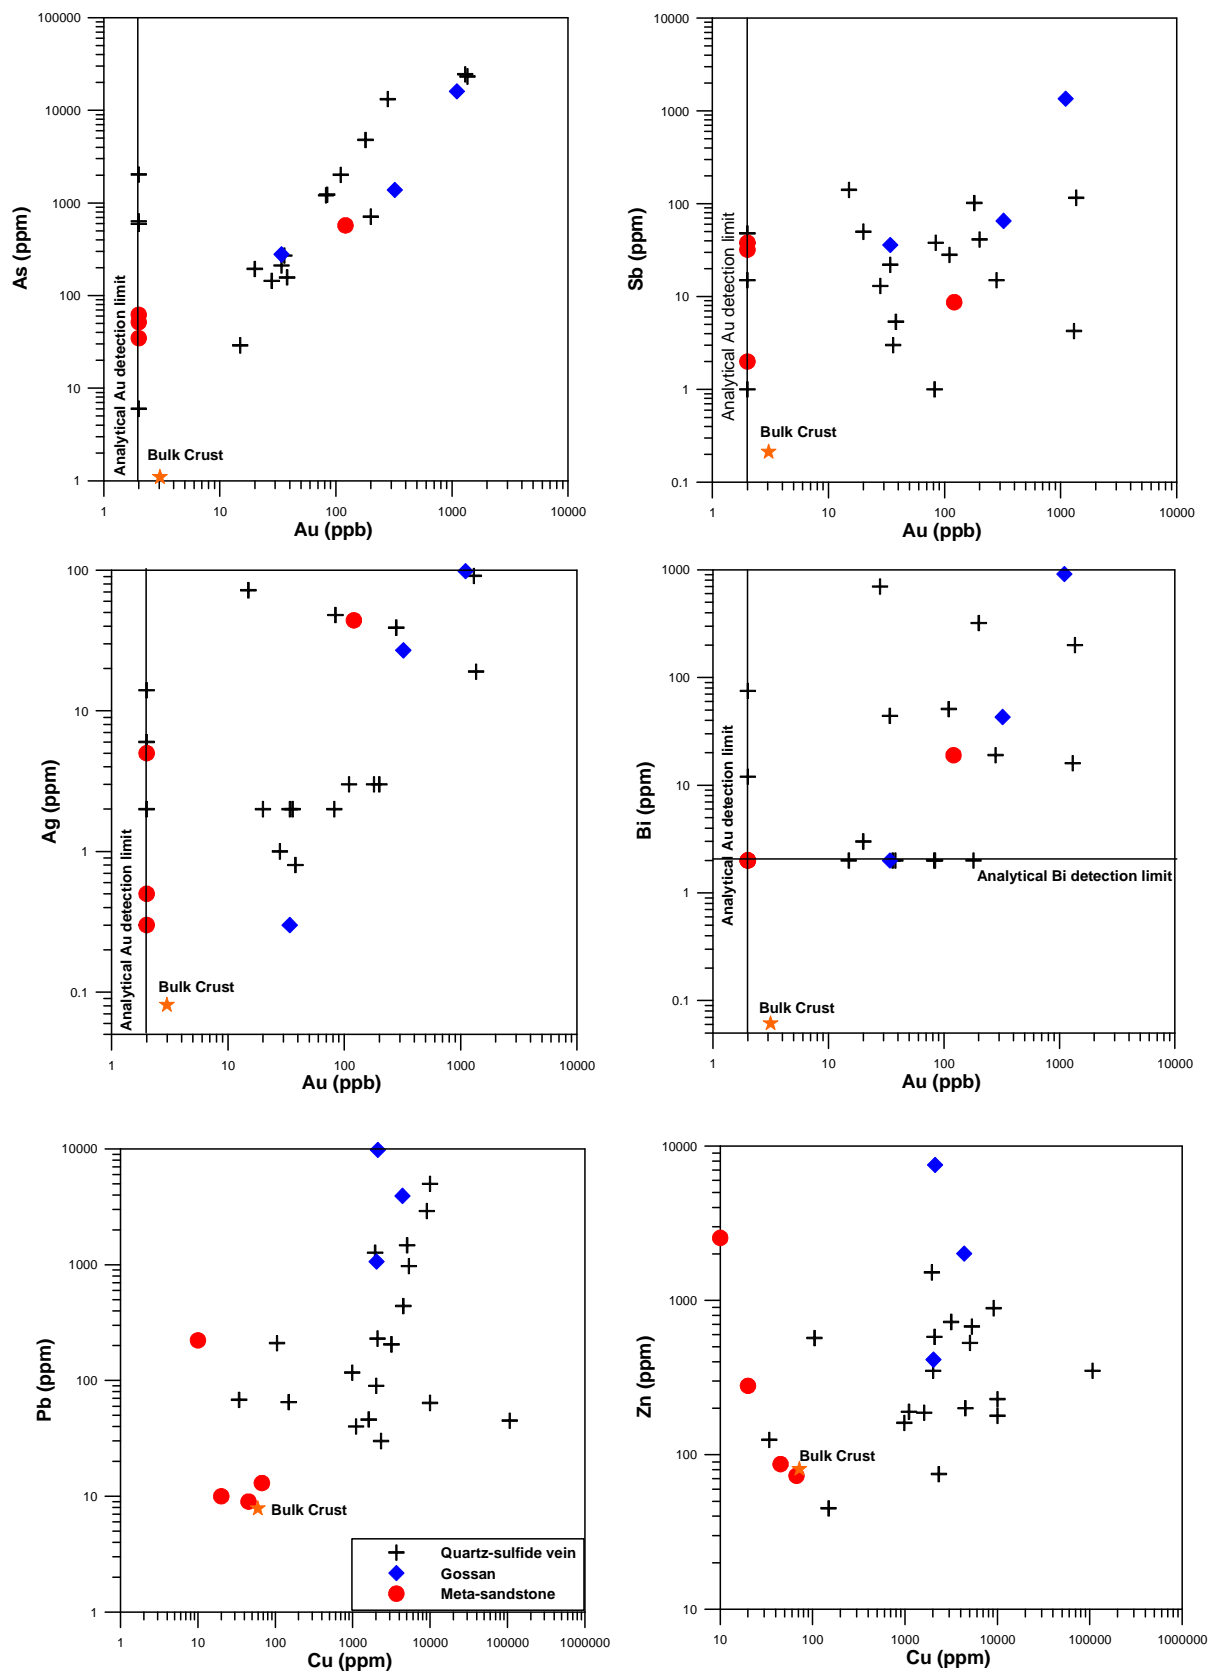 100000
10000
1000
100
10
1
As (ppm)
Analytical Au detection limit
Bulk Crust
1
10
100
1000
10000
Au (ppb)
10000
1000
100
10
1
0.1
Sb (ppm)
Analytical Au detection limit
Bulk Crust
1
10
100
1000
10000
Au (ppb)
100
10
1
0.1
Ag (ppm)
Analytical Au detection limit
Bulk Crust
1
10
100
1000
10000
Au (ppb)
1000
100
10
1
0.1
Bi (ppm)
Analytical Au detection limit
Analytical Bi detection limit
Bulk Crust
1
10
100
1000
10000
Au (ppb)
10000
1000
100
10
1
Pb (ppm)
Bulk Crust
Quartz-sulfide vein
Gossan
Meta-sandstone
1
10
100
1000
10000
100000
1000000
Cu (ppm)
10000
1000
100
10
Zn (ppm)
Bulk Crust
10
100
1000
10000
100000
1000000
Cu (ppm)